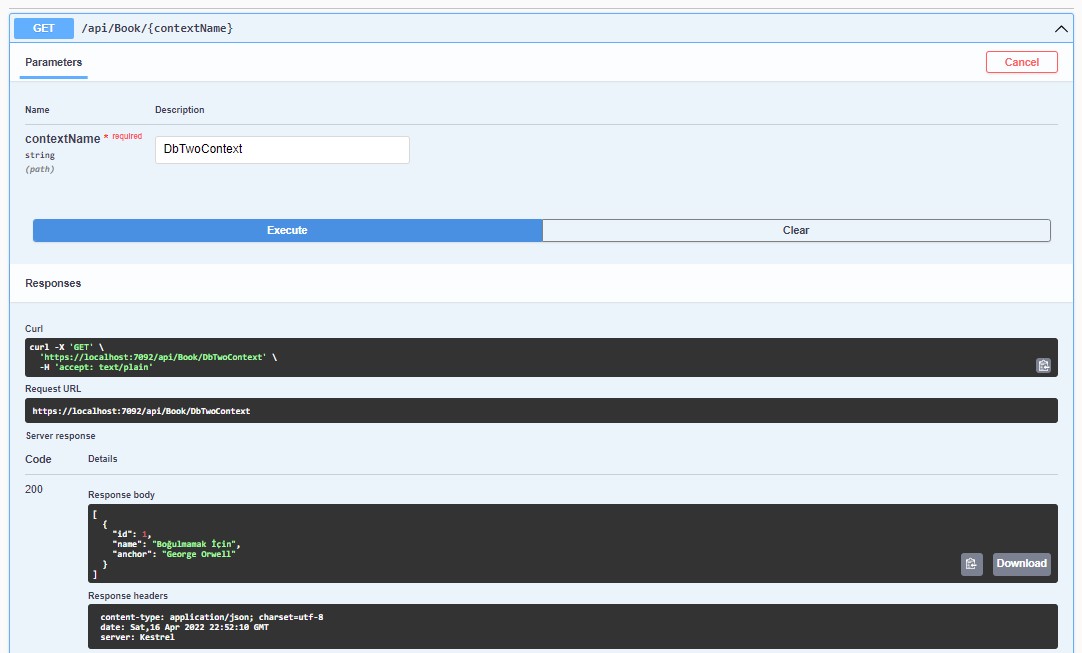 GET /api/Book/{contextName}
Parameters
Cancel
Name Description
contextName * required
string
(path)
DbTwoContext
Execute Clear
Responses
Curl
curl -X 'GET' \
'https://localhost:7092/api/Book/DbTwoContext' \
-H 'accept: text/plain'
Request URL
https://localhost:7092/api/Book/DbTwoContext
Server response
Code Details
200
Response body
[
{
"id": 1,
"name": "Boğulmamak İçin",
"anchor": "George Orwell"
}
]
Download
Response headers
content-type: application/json; charset=utf-8
date: Sat,16 Apr 2022 22:52:10 GMT
server: Kestrel